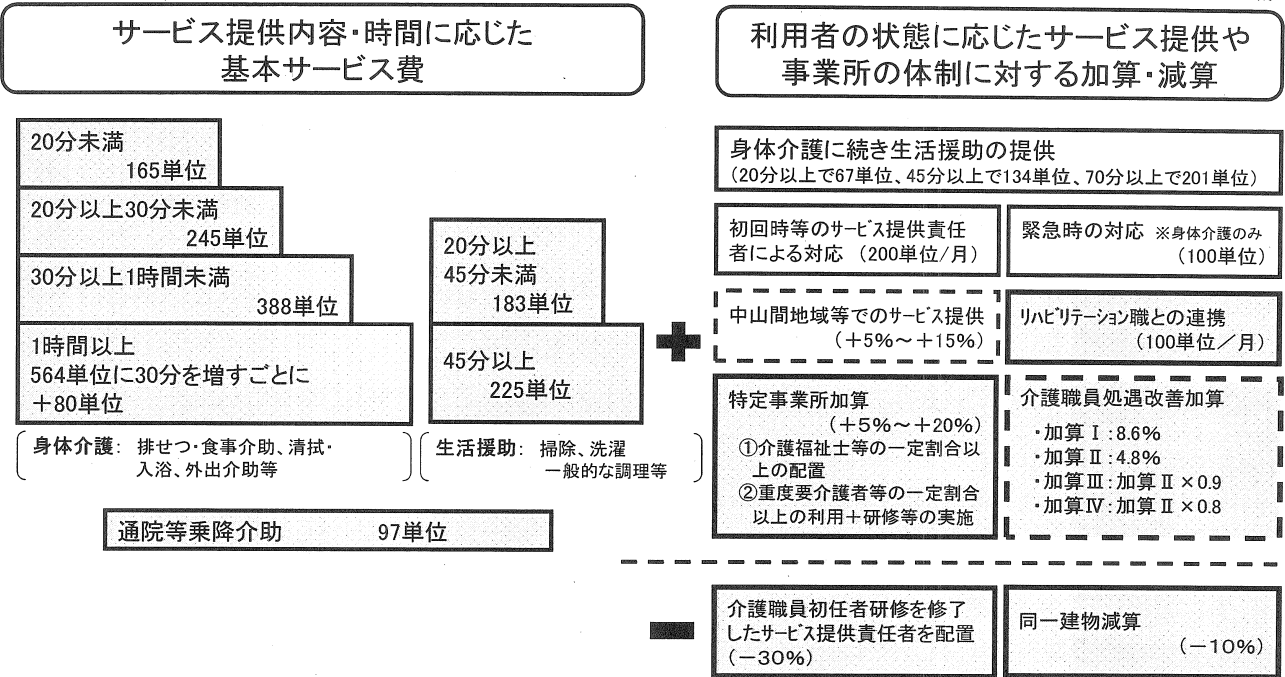 サービス提供内容・時間に応じた
基本サービス費
20分未満
165単位
20分以上30分未満
245単位
30分以上1時間未満
388単位
1時間以上
564単位に30分を増すごとに
＋80単位
20分以上
45分未満
183単位
45分以上
225単位
身体介護： 排せつ・食事介助、清拭・
入浴、外出介助等
生活援助： 掃除、洗濯
一般的な調理等
通院等乗降介助 97単位
利用者の状態に応じたサービス提供や
事業所の体制に対する加算・減算
身体介護に続き生活援助の提供
（20分以上で67単位、45分以上で134単位、70分以上で201単位）
初回時等のサービス提供責任
者による対応 （200単位/月）
緊急時の対応 ※身体介護のみ
（100単位）
中山間地域等でのサービス提供
（＋5％～＋15％）
ﾘﾊﾋﾞﾘﾃｰｼｮﾝ職との連携
（100単位／月）
特定事業所加算
（＋5％～＋20％）
①介護福祉士等の一定割合以
上の配置
②重度要介護者等の一定割合
以上の利用＋研修等の実施
介護職員処遇改善加算
・加算Ⅰ：8.6％
・加算Ⅱ：4.8％
・加算Ⅲ：加算Ⅱ×0.9
・加算Ⅳ：加算Ⅱ×0.8
介護職員初任者研修を修了
したサービス提供責任者を配置
（－30％）
同一建物減算
（－10％）